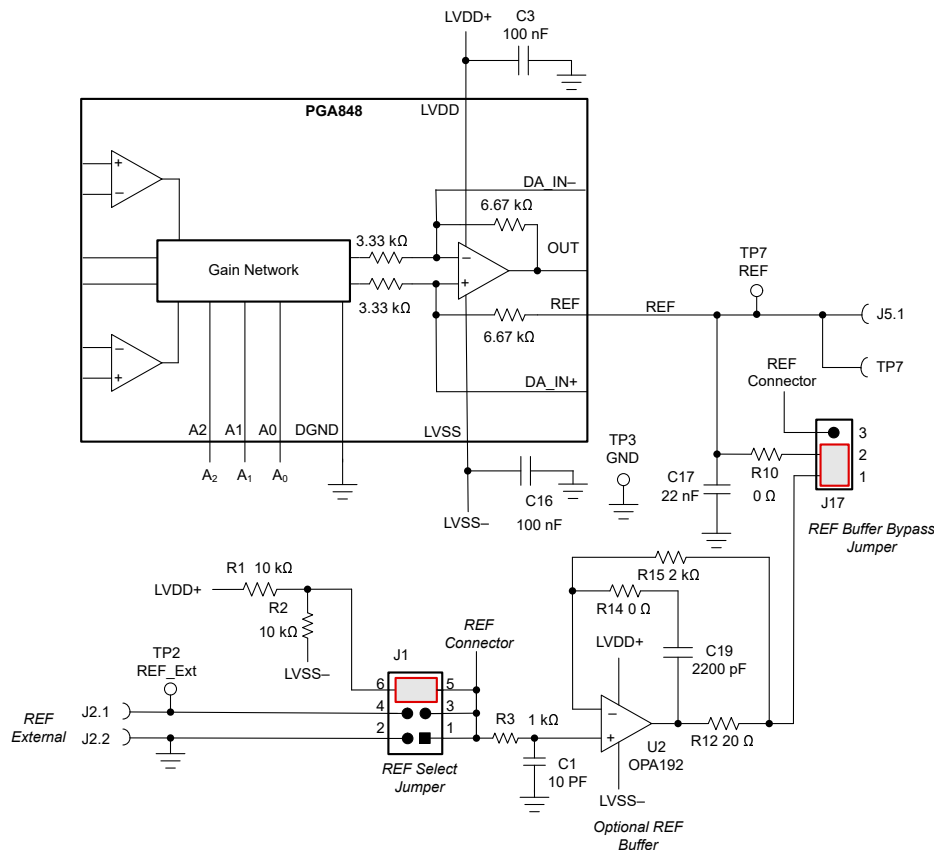 LVDD+
C3
100 nF
PGA848
LVDD
+
−
DA_IN−
6.67 kΩ
OUT
3.33 kΩ
Gain Network
−
+
3.33 kΩ
REF
6.67 kΩ
REF
TP7
REF
J5.1
TP7
−
+
DA_IN+
REF
Connector
A2
A1
A0
DGND
LVSS
3
2
1
A₂
A₁
A₀
LVSS−
C16
100 nF
TP3
GND
C17
22 nF
R10
0 Ω
J17
REF Buffer Bypass
Jumper
R1 10 kΩ
LVDD+
R2
10 kΩ
LVSS−
R15 2 kΩ
R14 0 Ω
LVDD+
C19
2200 pF
TP2
REF_Ext
J1
REF
Connector
6
5
4
3
2
1
REF
External
J2.1
J2.2
REF Select
Jumper
R3 1 kΩ
C1
10 PF
−
+
U2
OPA192
R12 20 Ω
LVSS−
Optional REF
Buffer